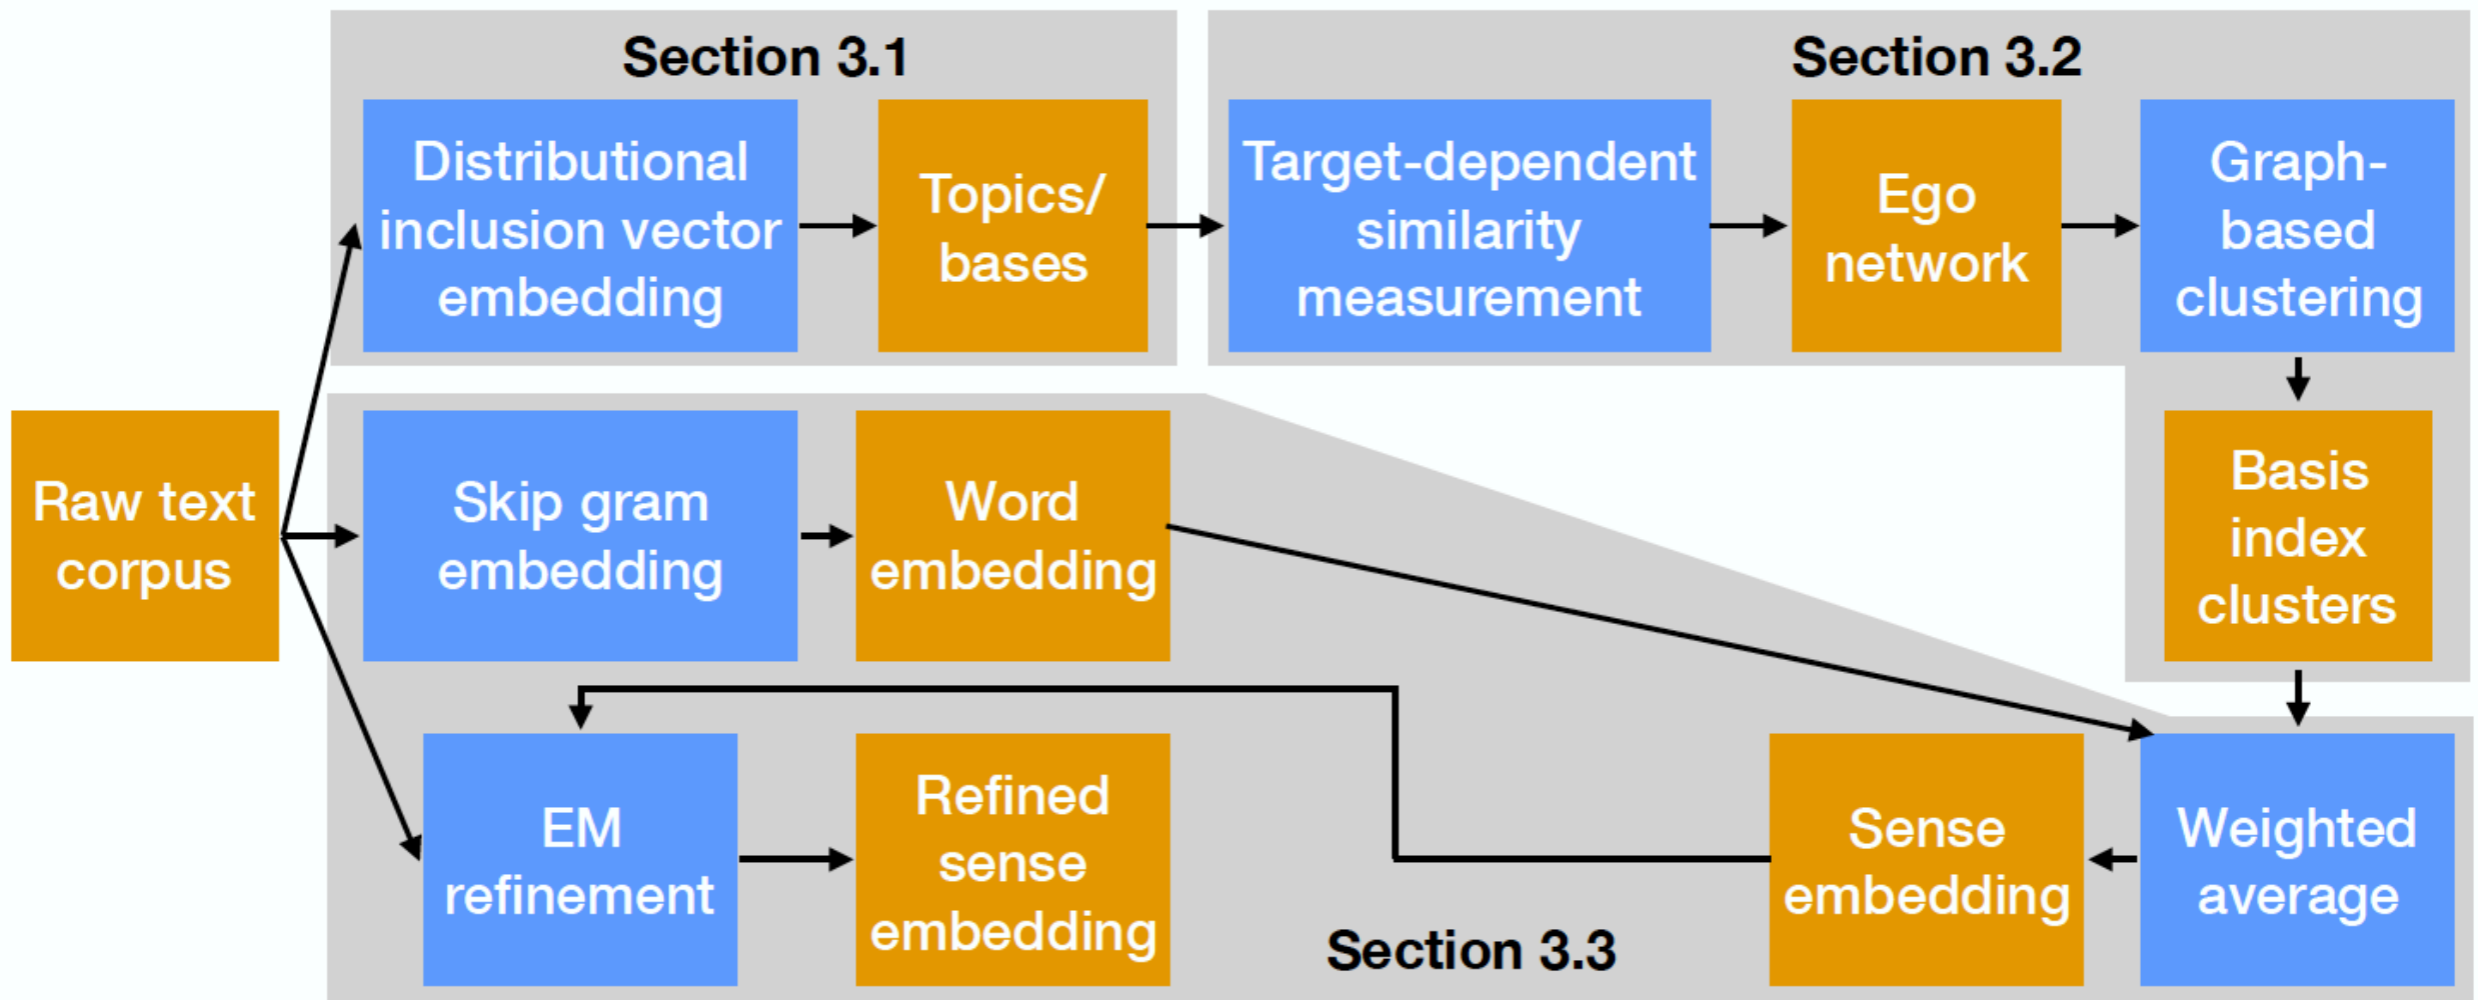 Section 3.1
Distributional
inclusion vector
embedding
Topics/
bases
Section 3.2
Target-dependent
similarity
measurement
Ego
network
Graph-
based
clustering
Raw text
corpus
Skip gram
embedding
Word
embedding
Basis
index
clusters
EM
refinement
Refined
sense
embedding
Sense
embedding
Weighted
average
Section 3.3